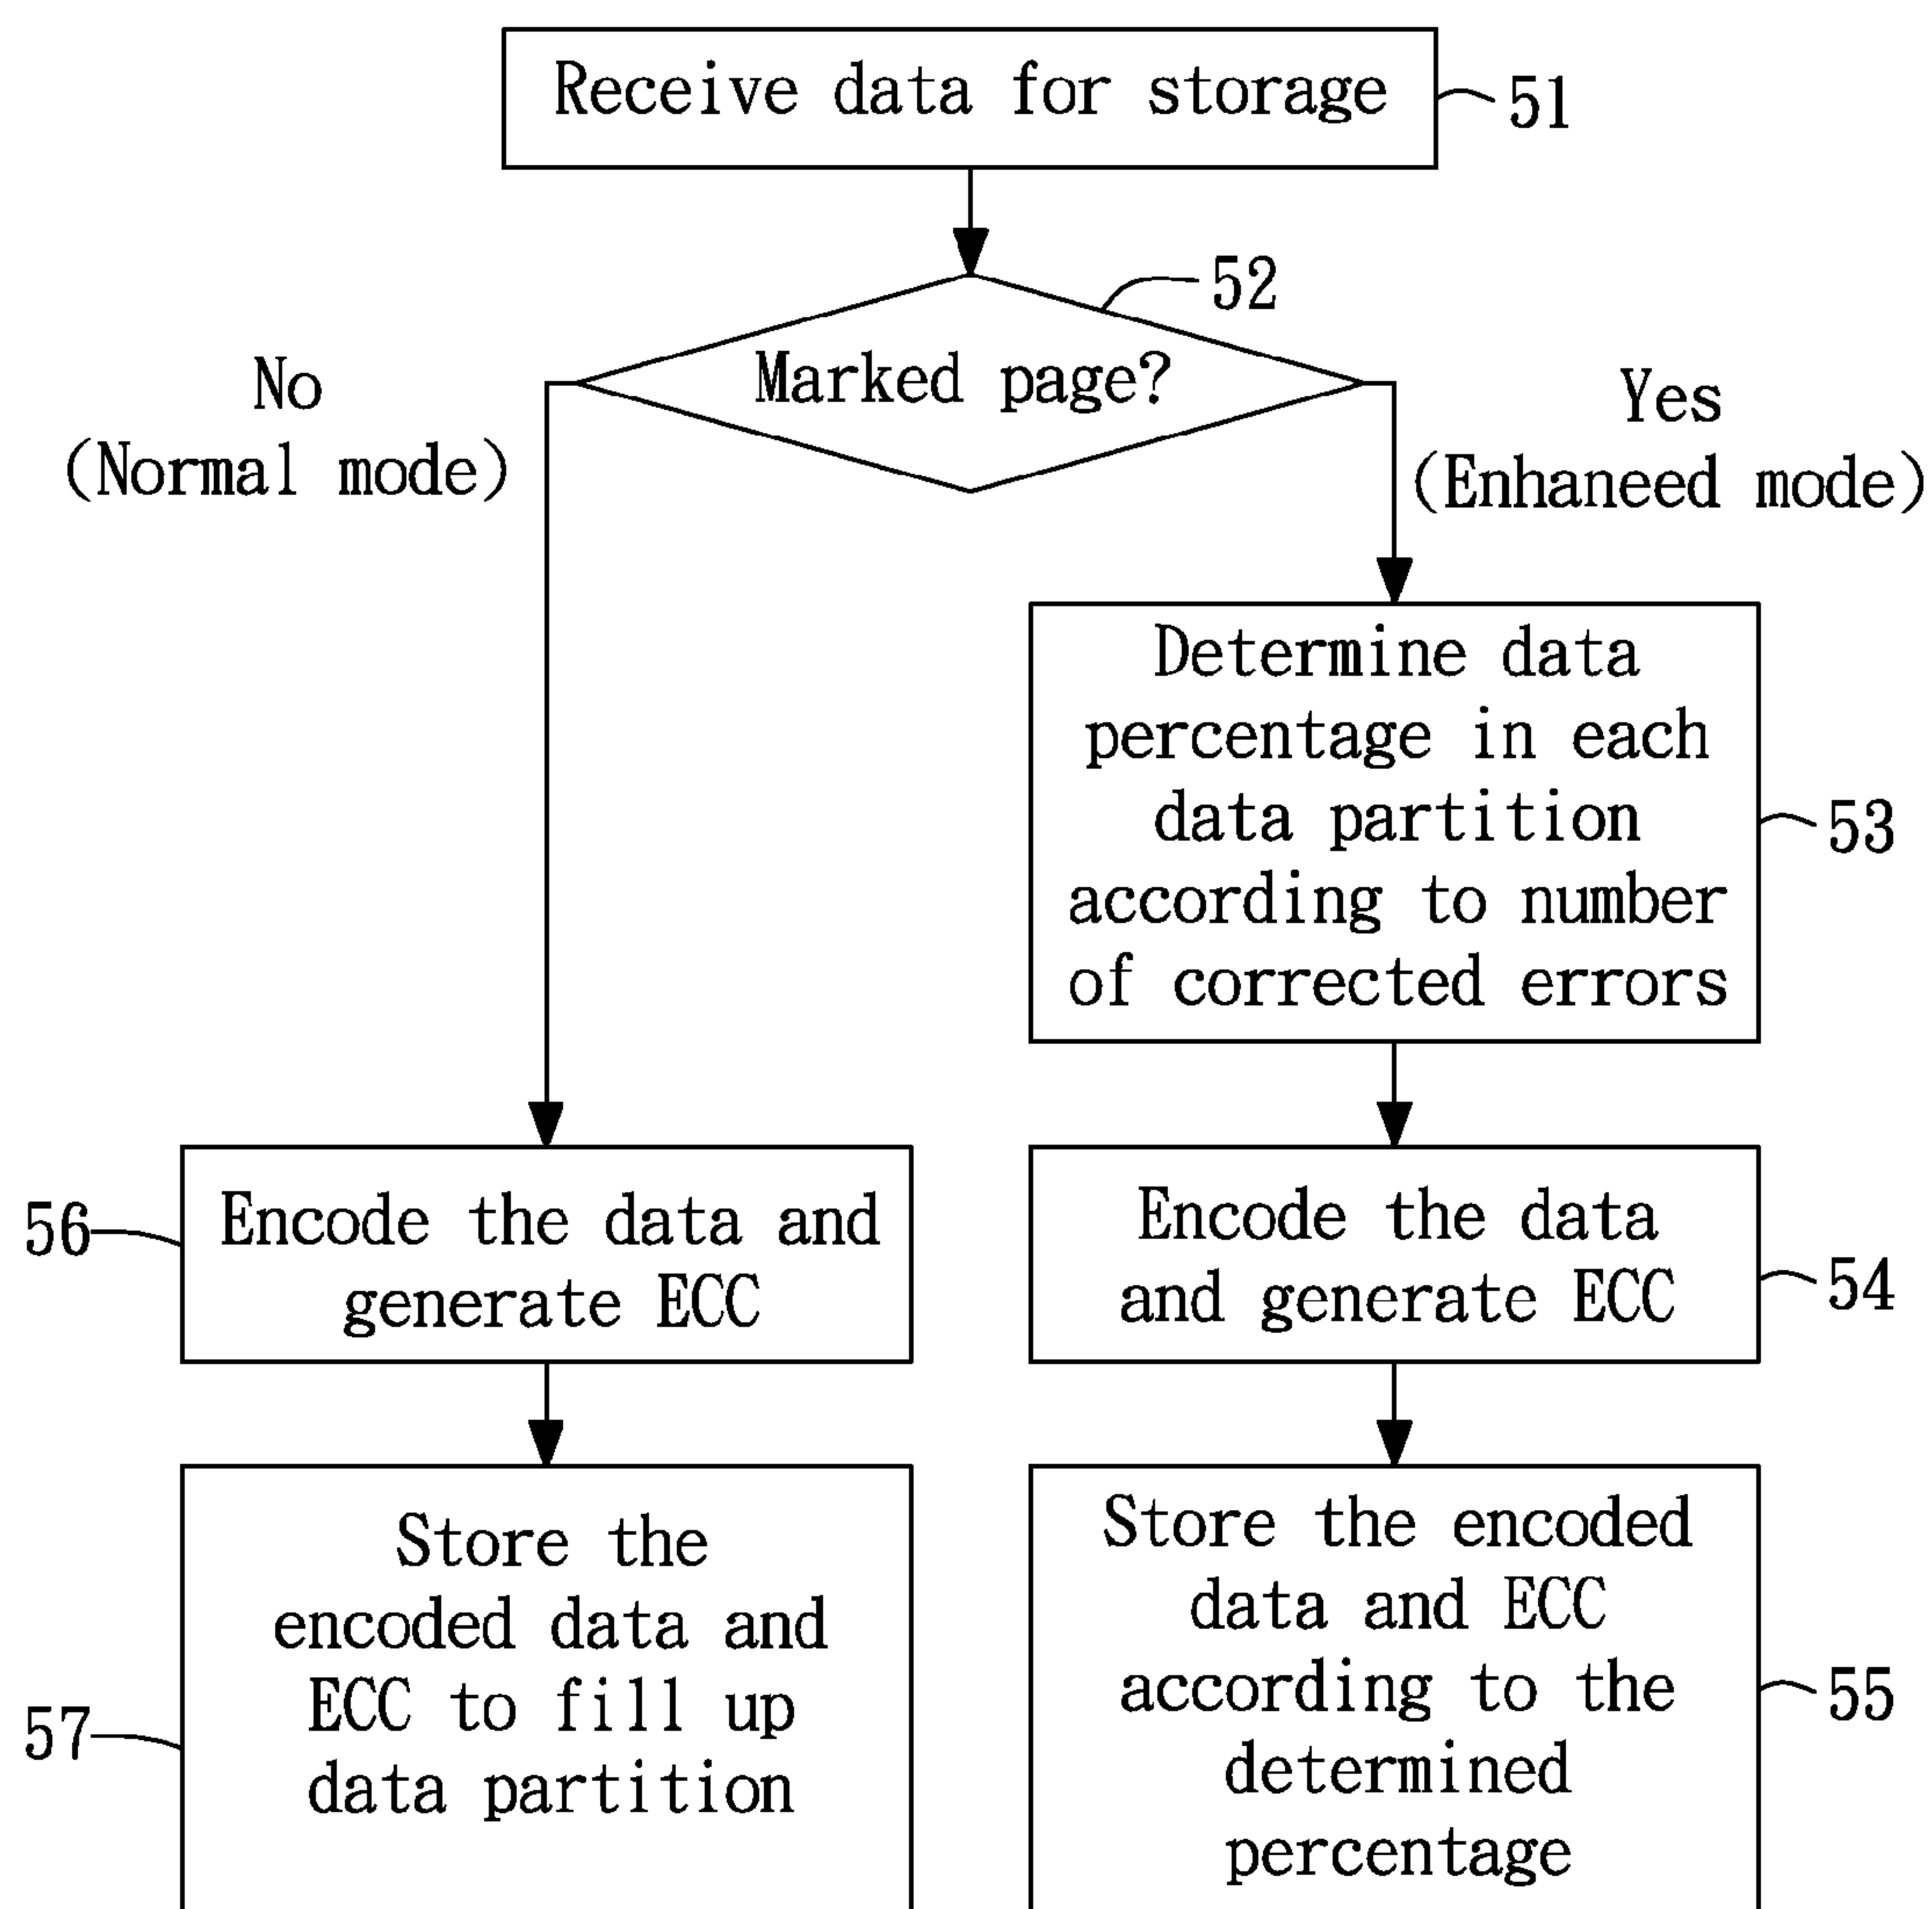 Receive data for storage
51
52
Marked page?
No
(Normal mode)
Yes
(Enhaneed mode)
Determine data
percentage in each
data partition
according to number
of corrected errors
53
56
Encode the data and
generate ECC
Encode the data
and generate ECC
54
57
Store the
encoded data and
ECC to fill up
data partition
Store the encoded
data and ECC
according to the
determined
percentage
55